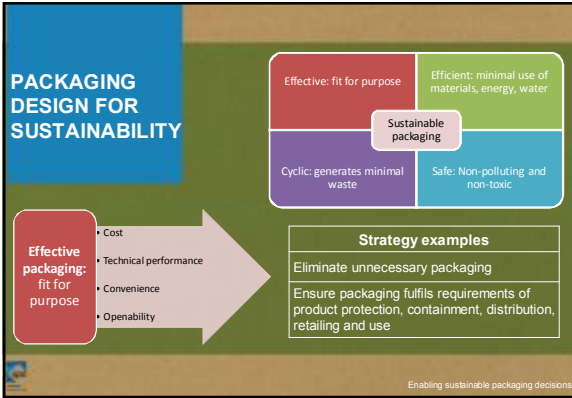 PACKAGING
DESIGN FOR
SUSTAINABILITY
Effective: fit for purpose
Efficient: minimal use of
materials, energy, water
Sustainable
packaging
Cyclic: generates minimal
waste
Safe: Non-polluting and
non-toxic
Effective
packaging:
fit for
purpose
• Cost
• Technical performance
• Convenience
• Openability
Strategy examples
Eliminate unnecessary packaging
Ensure packaging fulfils requirements of
product protection, containment, distribution,
retailing and use
Enabling sustainable packaging decisions